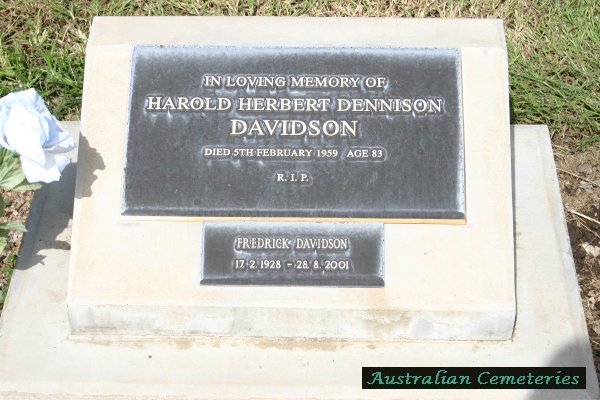 IN LOVING MEMORY OF
HAROLD HERBERT DENNISON
DAVIDSON
DIED 5TH FEBRUARY 1959 AGE 83
R.I.P.
FREDRICK DAVIDSON
17.2.1928 - 28.8.2001
Australian Cemeteries